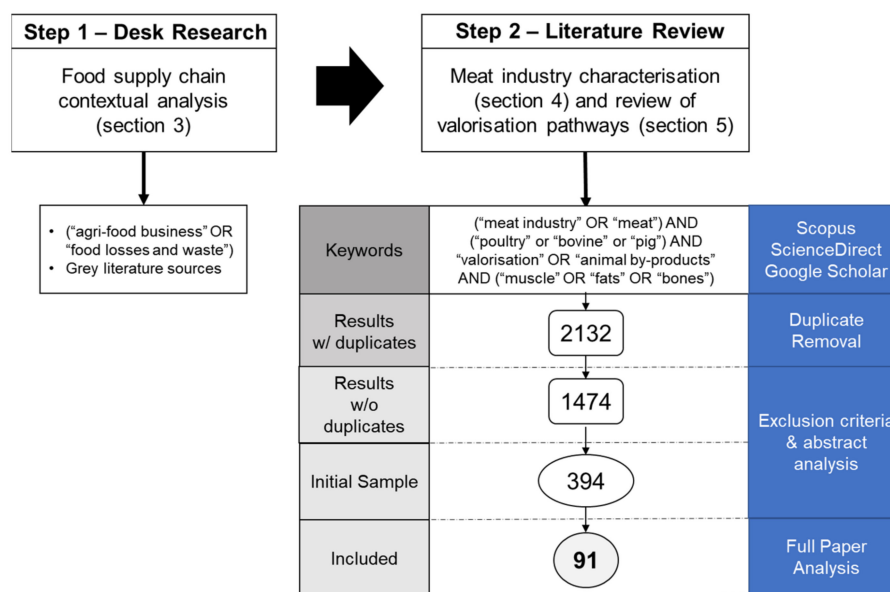 Step 1 – Desk Research
Food supply chain
contextual analysis
(section 3)
• (“agri-food business” OR
“food losses and waste”)
• Grey literature sources
Step 2 – Literature Review
Meat industry characterisation
(section 4) and review of
valorisation pathways (section 5)
Keywords
(“meat industry” OR “meat”) AND
(“poultry” or “bovine” or “pig”) AND
“valorisation” OR “animal by-products”
AND (“muscle” OR “fats” OR “bones”)
Scopus
ScienceDirect
Google Scholar
Results
w/ duplicates
2132
Duplicate
Removal
Results
w/o
duplicates
1474
Exclusion criteria
& abstract
analysis
Initial Sample
394
Included
91
Full Paper
Analysis